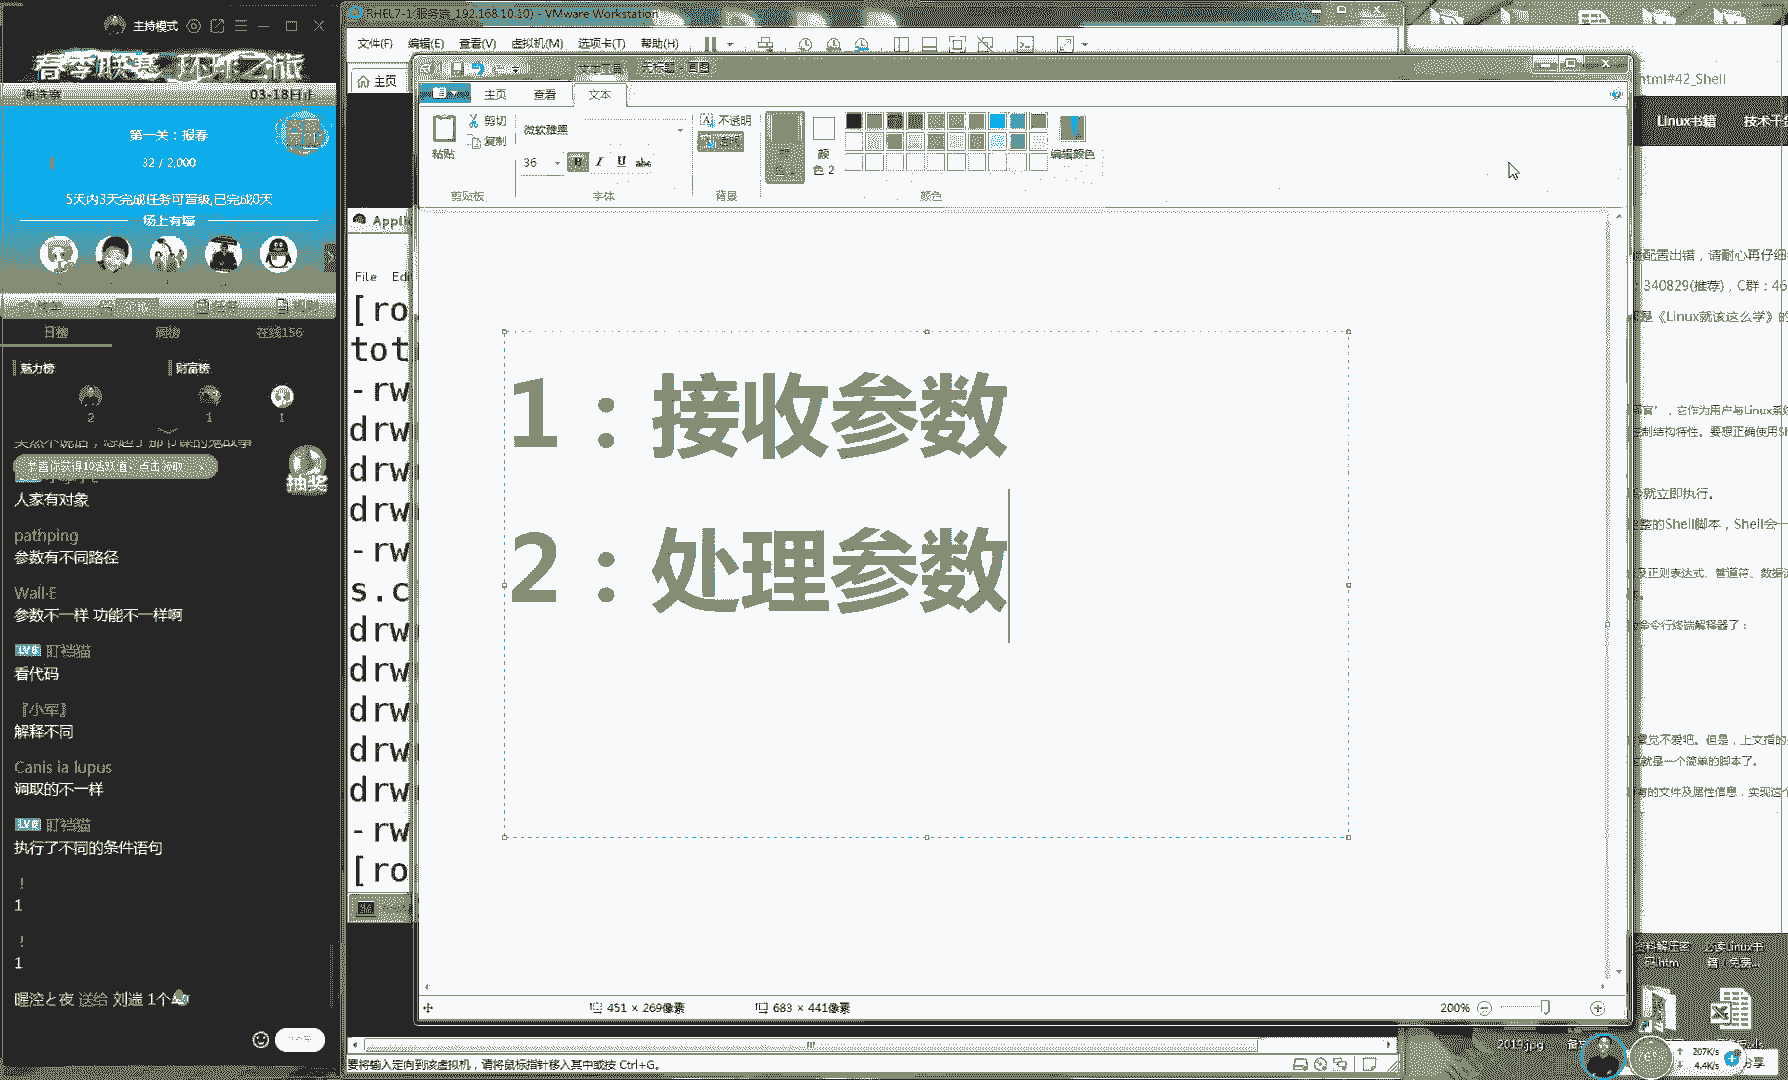 主持模式
春季联赛 环球之旅
03-18日止
第一关：报春
32 / 2,000
5天内3天完成任务可晋级,已完成0天
场上有喵
日榜
周榜
在线156
魅力榜
财富榜
2
1
1
抽奖
人家有对象
pathping
参数有不同路径
Wall·E
参数不一样 功能不一样啊
LV6 盯裆猫
看代码
『小军』
解释不同
Canis ia lupus
调取的不一样
LV6 盯裆猫
执行了不同的条件语句
!
1
!
1
RHEL7-1(服务端_192.168.10.10) - VMware Workstation
文件(F) 编辑(E) 查看(V) 虚拟机(M) 选项卡(T) 帮助(H)
主页
Appli
File Edi
[ro
tot
-rw
drw
drw
drw
-rw
s.c
drw
drw
drw
drw
drw
-rw
[ro
无标题 - 画图
主页 查看 文本
粘贴
剪切
复制
剪贴板
微软雅黑
36
B I U abc
字体
不透明
透明
背景
颜
色 2
编辑颜色
颜色
1：接收参数
2：处理参数
451 × 269像素
683 × 441像素
200%
要将输入定向到该虚拟机，请将鼠标指针移入其中或按 Ctrl+G。
html#42_Shell
Linux书籍
配置出错，请耐心再仔细
340829(推荐)，C群：46
是《Linux就该这么学》的
它作为用户与Linux系统
制结构特性。要想正确使用Sh
就立即执行。
整的Shell脚本，Shell会一
及正则表达式、管道符、数据流
命令行终端解释器了：
觉不爱吧。但是，上文指的
就是一个简单的脚本了。
的文件及属性信息，实现这个
2019.jpg
207K/s
4.4K/s